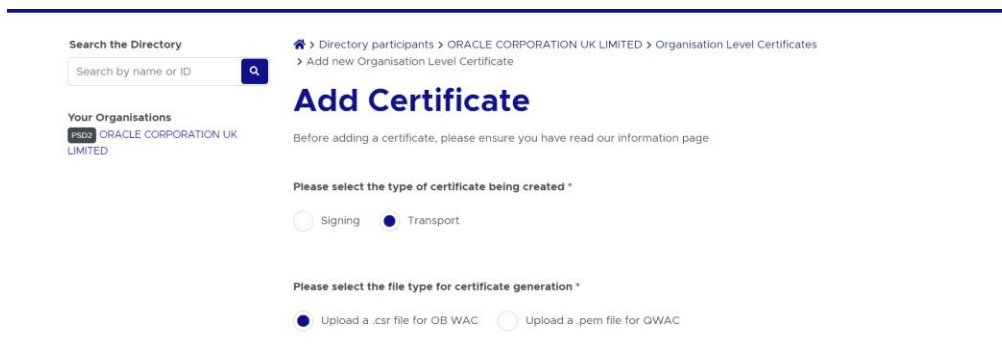 Search the Directory
Search by name or ID
Your Organisations
PSD2 ORACLE CORPORATION UK
LIMITED
> Directory participants > ORACLE CORPORATION UK LIMITED > Organisation Level Certificates
> Add new Organisation Level Certificate
Add Certificate
Before adding a certificate, please ensure you have read our information page
Please select the type of certificate being created *
Signing Transport
Please select the file type for certificate generation *
Upload a .csr file for OB WAC Upload a .pem file for QWAC